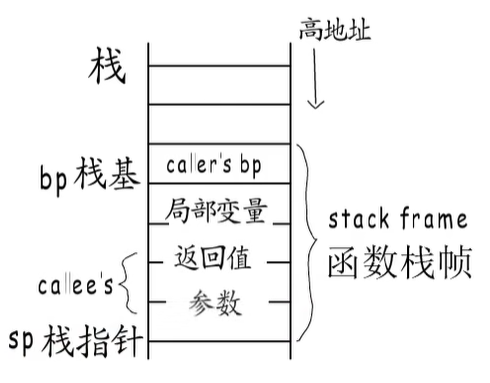 高地址
栈
caller's bp
bp 栈基
局部变量
stack frame
返回值
函数栈帧
callee's
参数
sp 栈指针